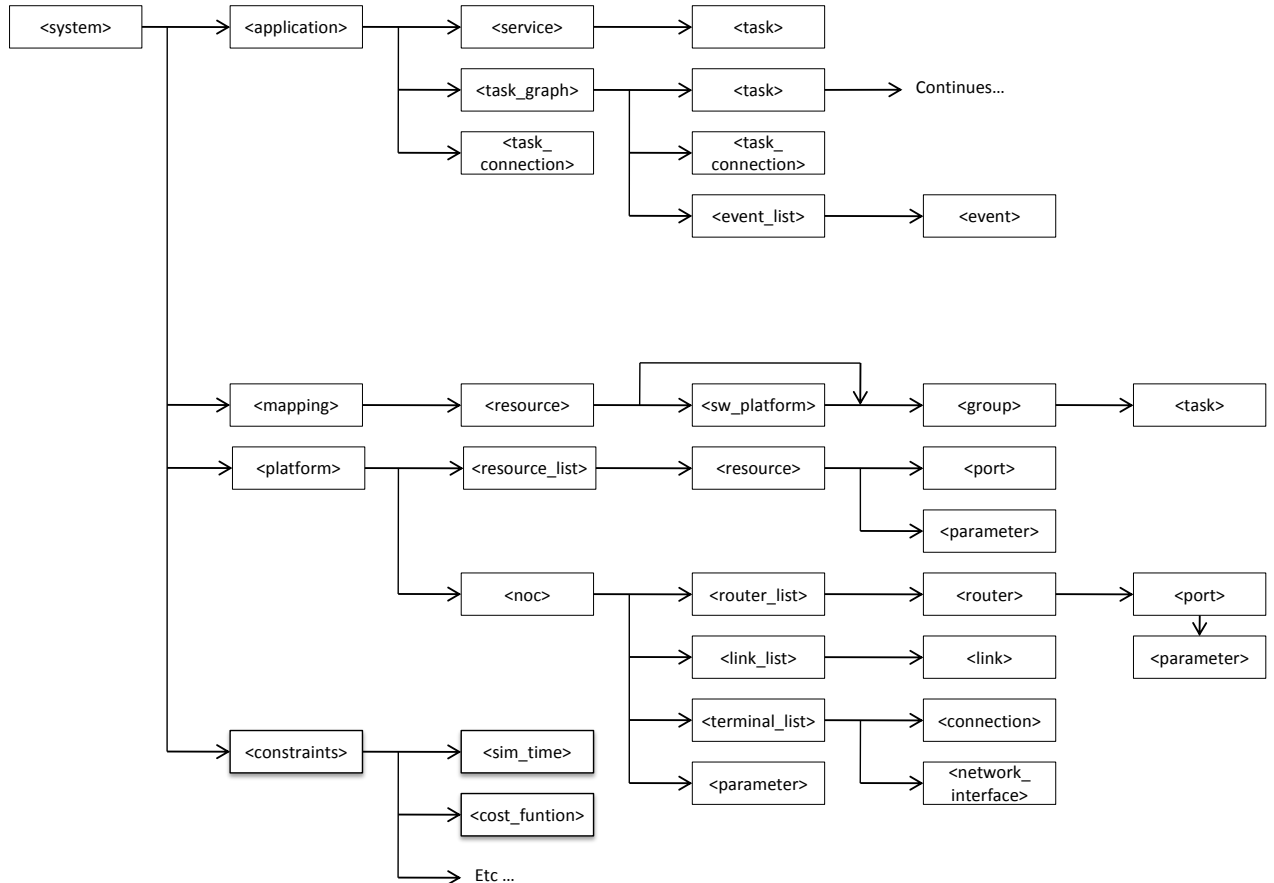 <system>
<application>
<service>
<task>
<task_graph>
<task>
Continues...
<task_
connection>
<task_
connection>
<event_list>
<event>
<mapping>
<resource>
<sw_platform>
<group>
<task>
<platform>
<resource_list>
<resource>
<port>
<parameter>
<noc>
<router_list>
<router>
<port>
<link_list>
<link>
<parameter>
<terminal_list>
<connection>
<constraints>
<sim_time>
<parameter>
<network_
interface>
<cost_funtion>
Etc ...